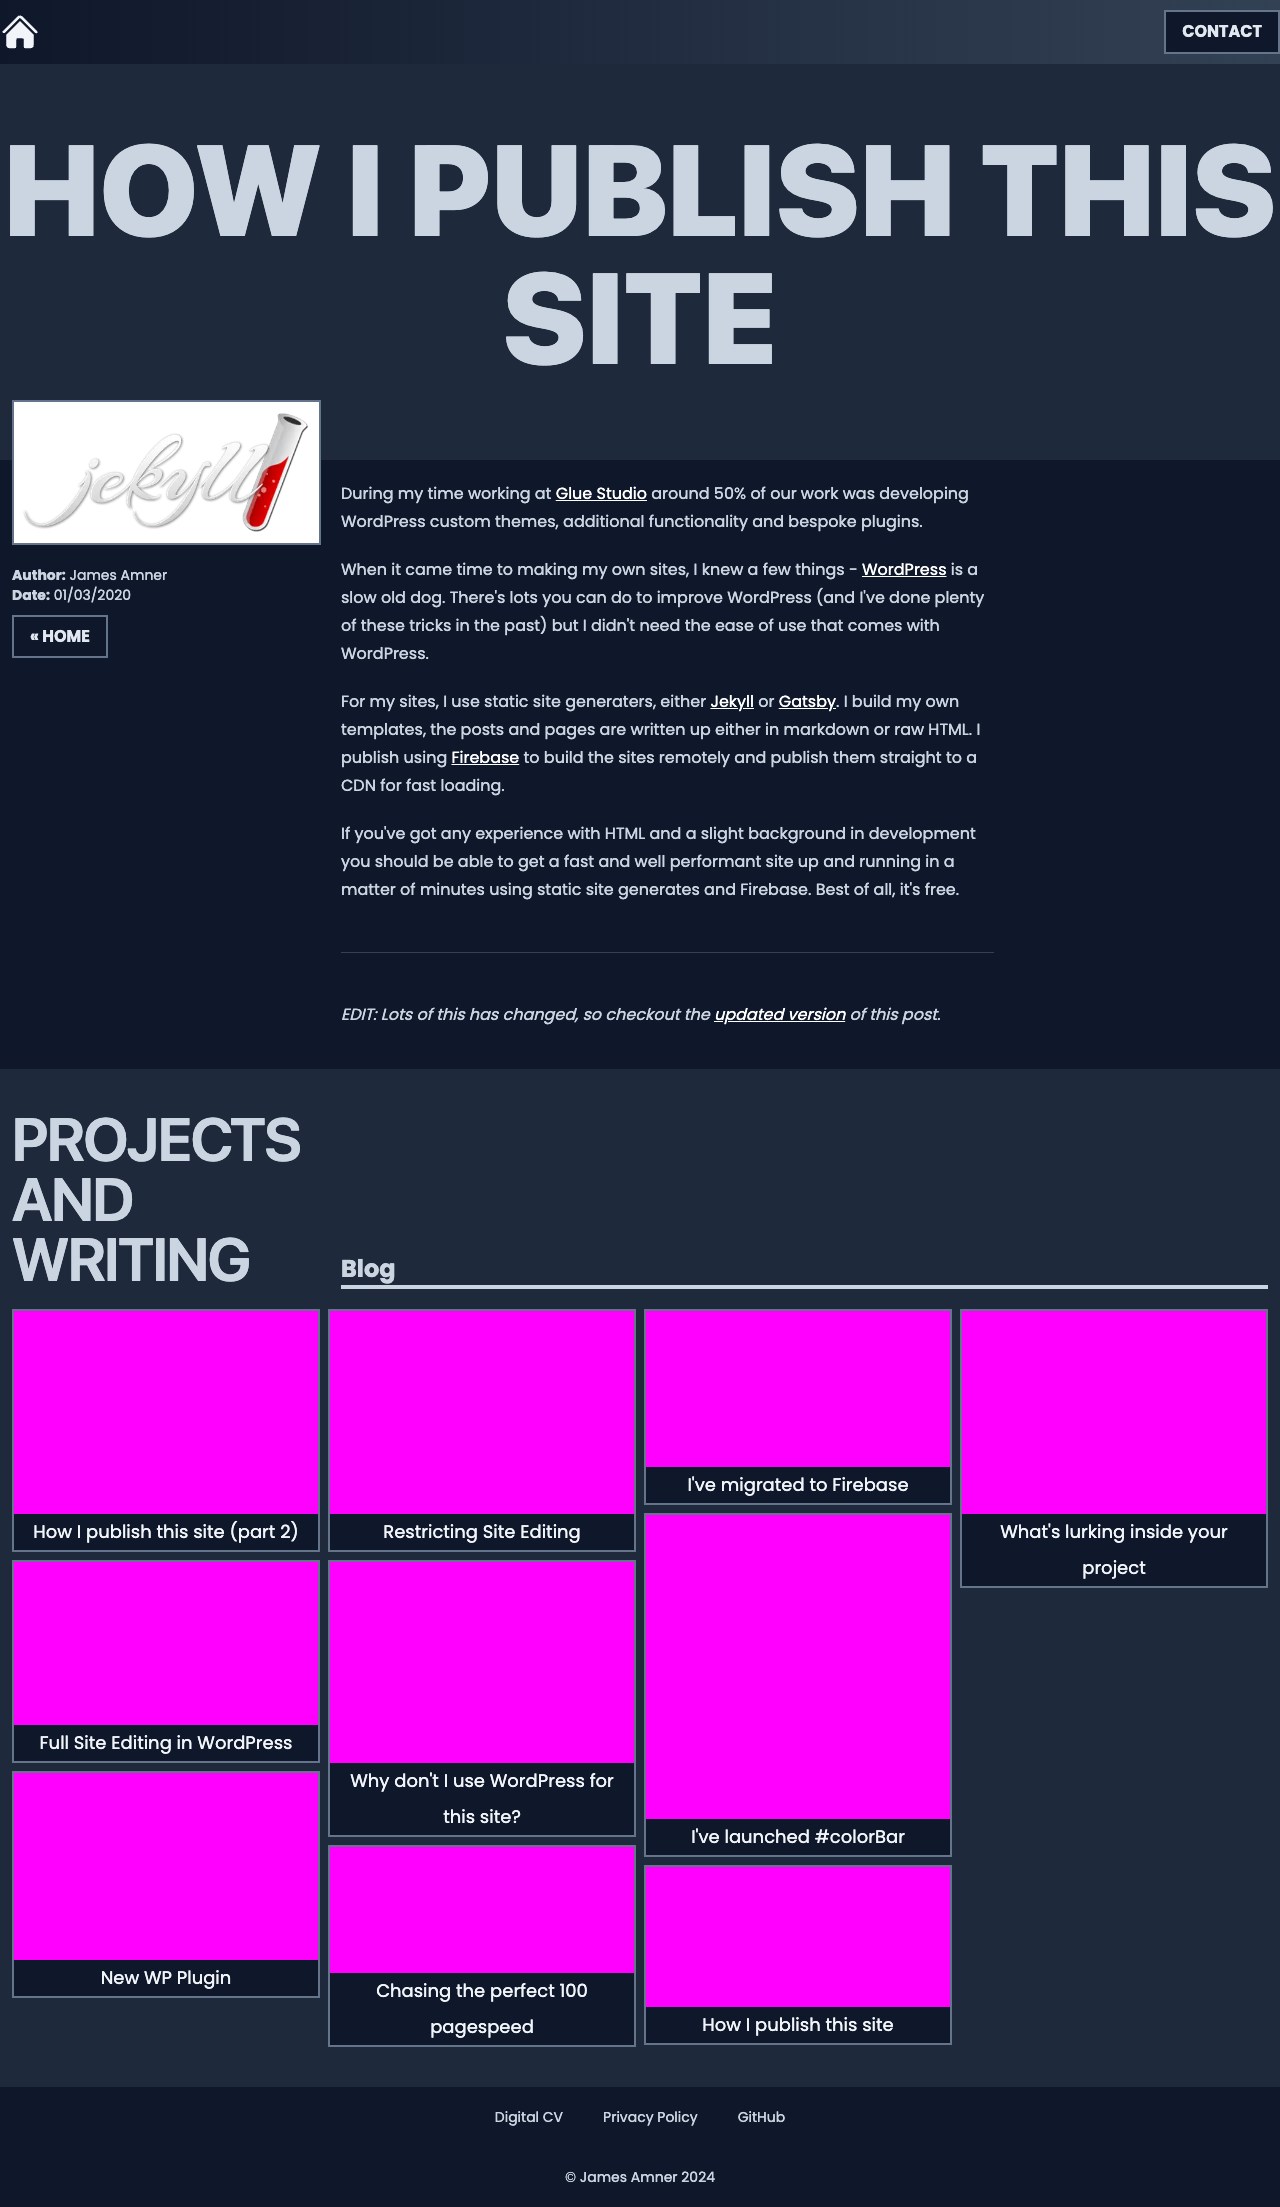 CONTACT
HOW I PUBLISH THIS
SITE
jekyll
Author: James Amner
Date: 01/03/2020
« HOME
During my time working at Glue Studio around 50% of our work was developing
WordPress custom themes, additional functionality and bespoke plugins.
When it came time to making my own sites, I knew a few things - WordPress is a
slow old dog. There's lots you can do to improve WordPress (and I've done plenty
of these tricks in the past) but I didn't need the ease of use that comes with
WordPress.
For my sites, I use static site generaters, either Jekyll or Gatsby. I build my own
templates, the posts and pages are written up either in markdown or raw HTML. I
publish using Firebase to build the sites remotely and publish them straight to a
CDN for fast loading.
If you've got any experience with HTML and a slight background in development
you should be able to get a fast and well performant site up and running in a
matter of minutes using static site generates and Firebase. Best of all, it's free.
EDIT: Lots of this has changed, so checkout the updated version of this post.
PROJECTS
AND
WRITING
Blog
How I publish this site (part 2)
Full Site Editing in WordPress
New WP Plugin
Restricting Site Editing
Why don't I use WordPress for
this site?
Chasing the perfect 100
pagespeed
I've migrated to Firebase
I've launched #colorBar
How I publish this site
What's lurking inside your
project
Digital CV
Privacy Policy
GitHub
© James Amner 2024